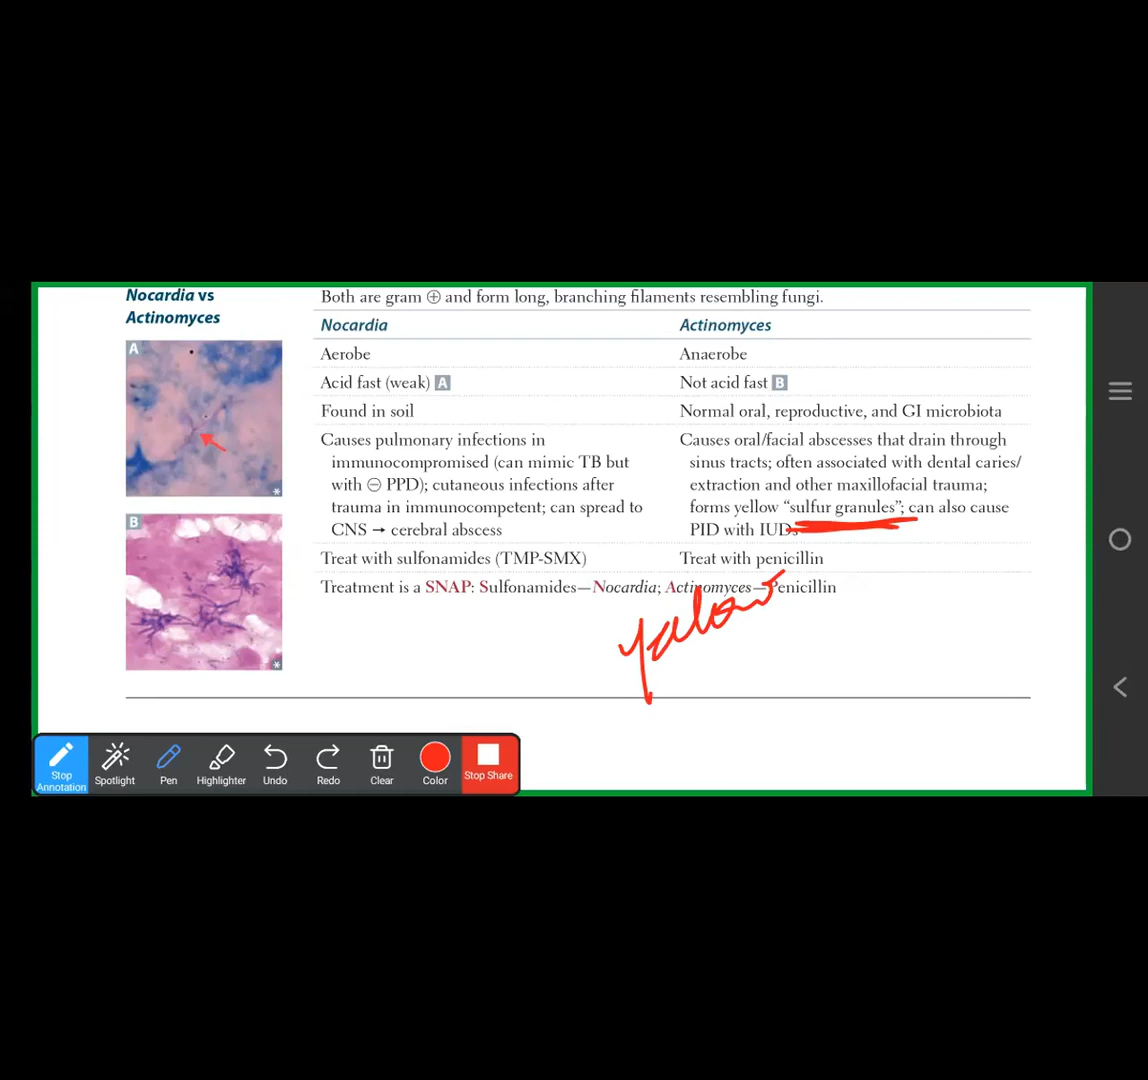 Nocardia vs
Actinomyces
Both are gram ⊕ and form long, branching filaments resembling fungi.
Nocardia	Actinomyces
Aerobe	Anaerobe
Acid fast (weak) A	Not acid fast B
Found in soil	Normal oral, reproductive, and GI microbiota
Causes pulmonary infections in
immunocompromised (can mimic TB but
with ⊖ PPD); cutaneous infections after
trauma in immunocompetent; can spread to
CNS → cerebral abscess
Causes oral/facial abscesses that drain through
sinus tracts; often associated with dental caries/
extraction and other maxillofacial trauma;
forms yellow “sulfur granules”; can also cause
PID with IUDs
Treat with sulfonamides (TMP-SMX)	Treat with penicillin
Treatment is a SNAP: Sulfonamides—Nocardia; Actinomyces—Penicillin
A
B
Stop
Annotation
Spotlight
Pen
Highlighter
Undo
Redo
Clear
Color
Stop Share